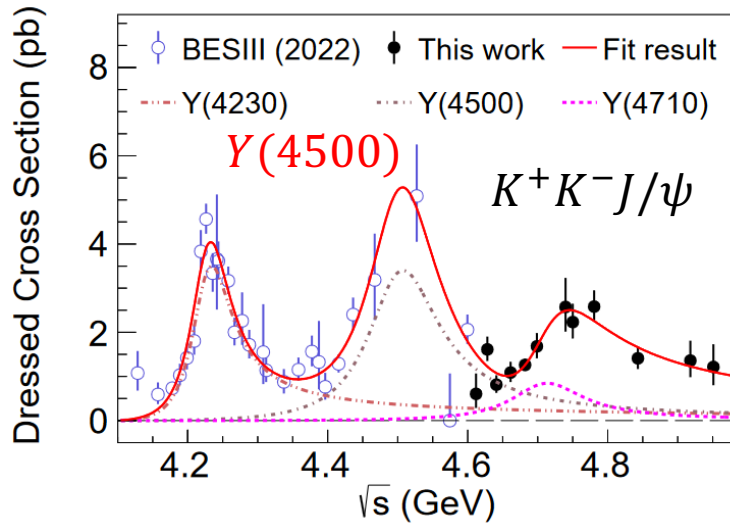 BESIII (2022) This work Fit result
Y(4230) Y(4500) Y(4710)
Y(4500)
K⁺K⁻J/ψ
Dressed Cross Section (pb)
8
6
4
2
0
4.2 4.4 4.6 4.8
√s (GeV)